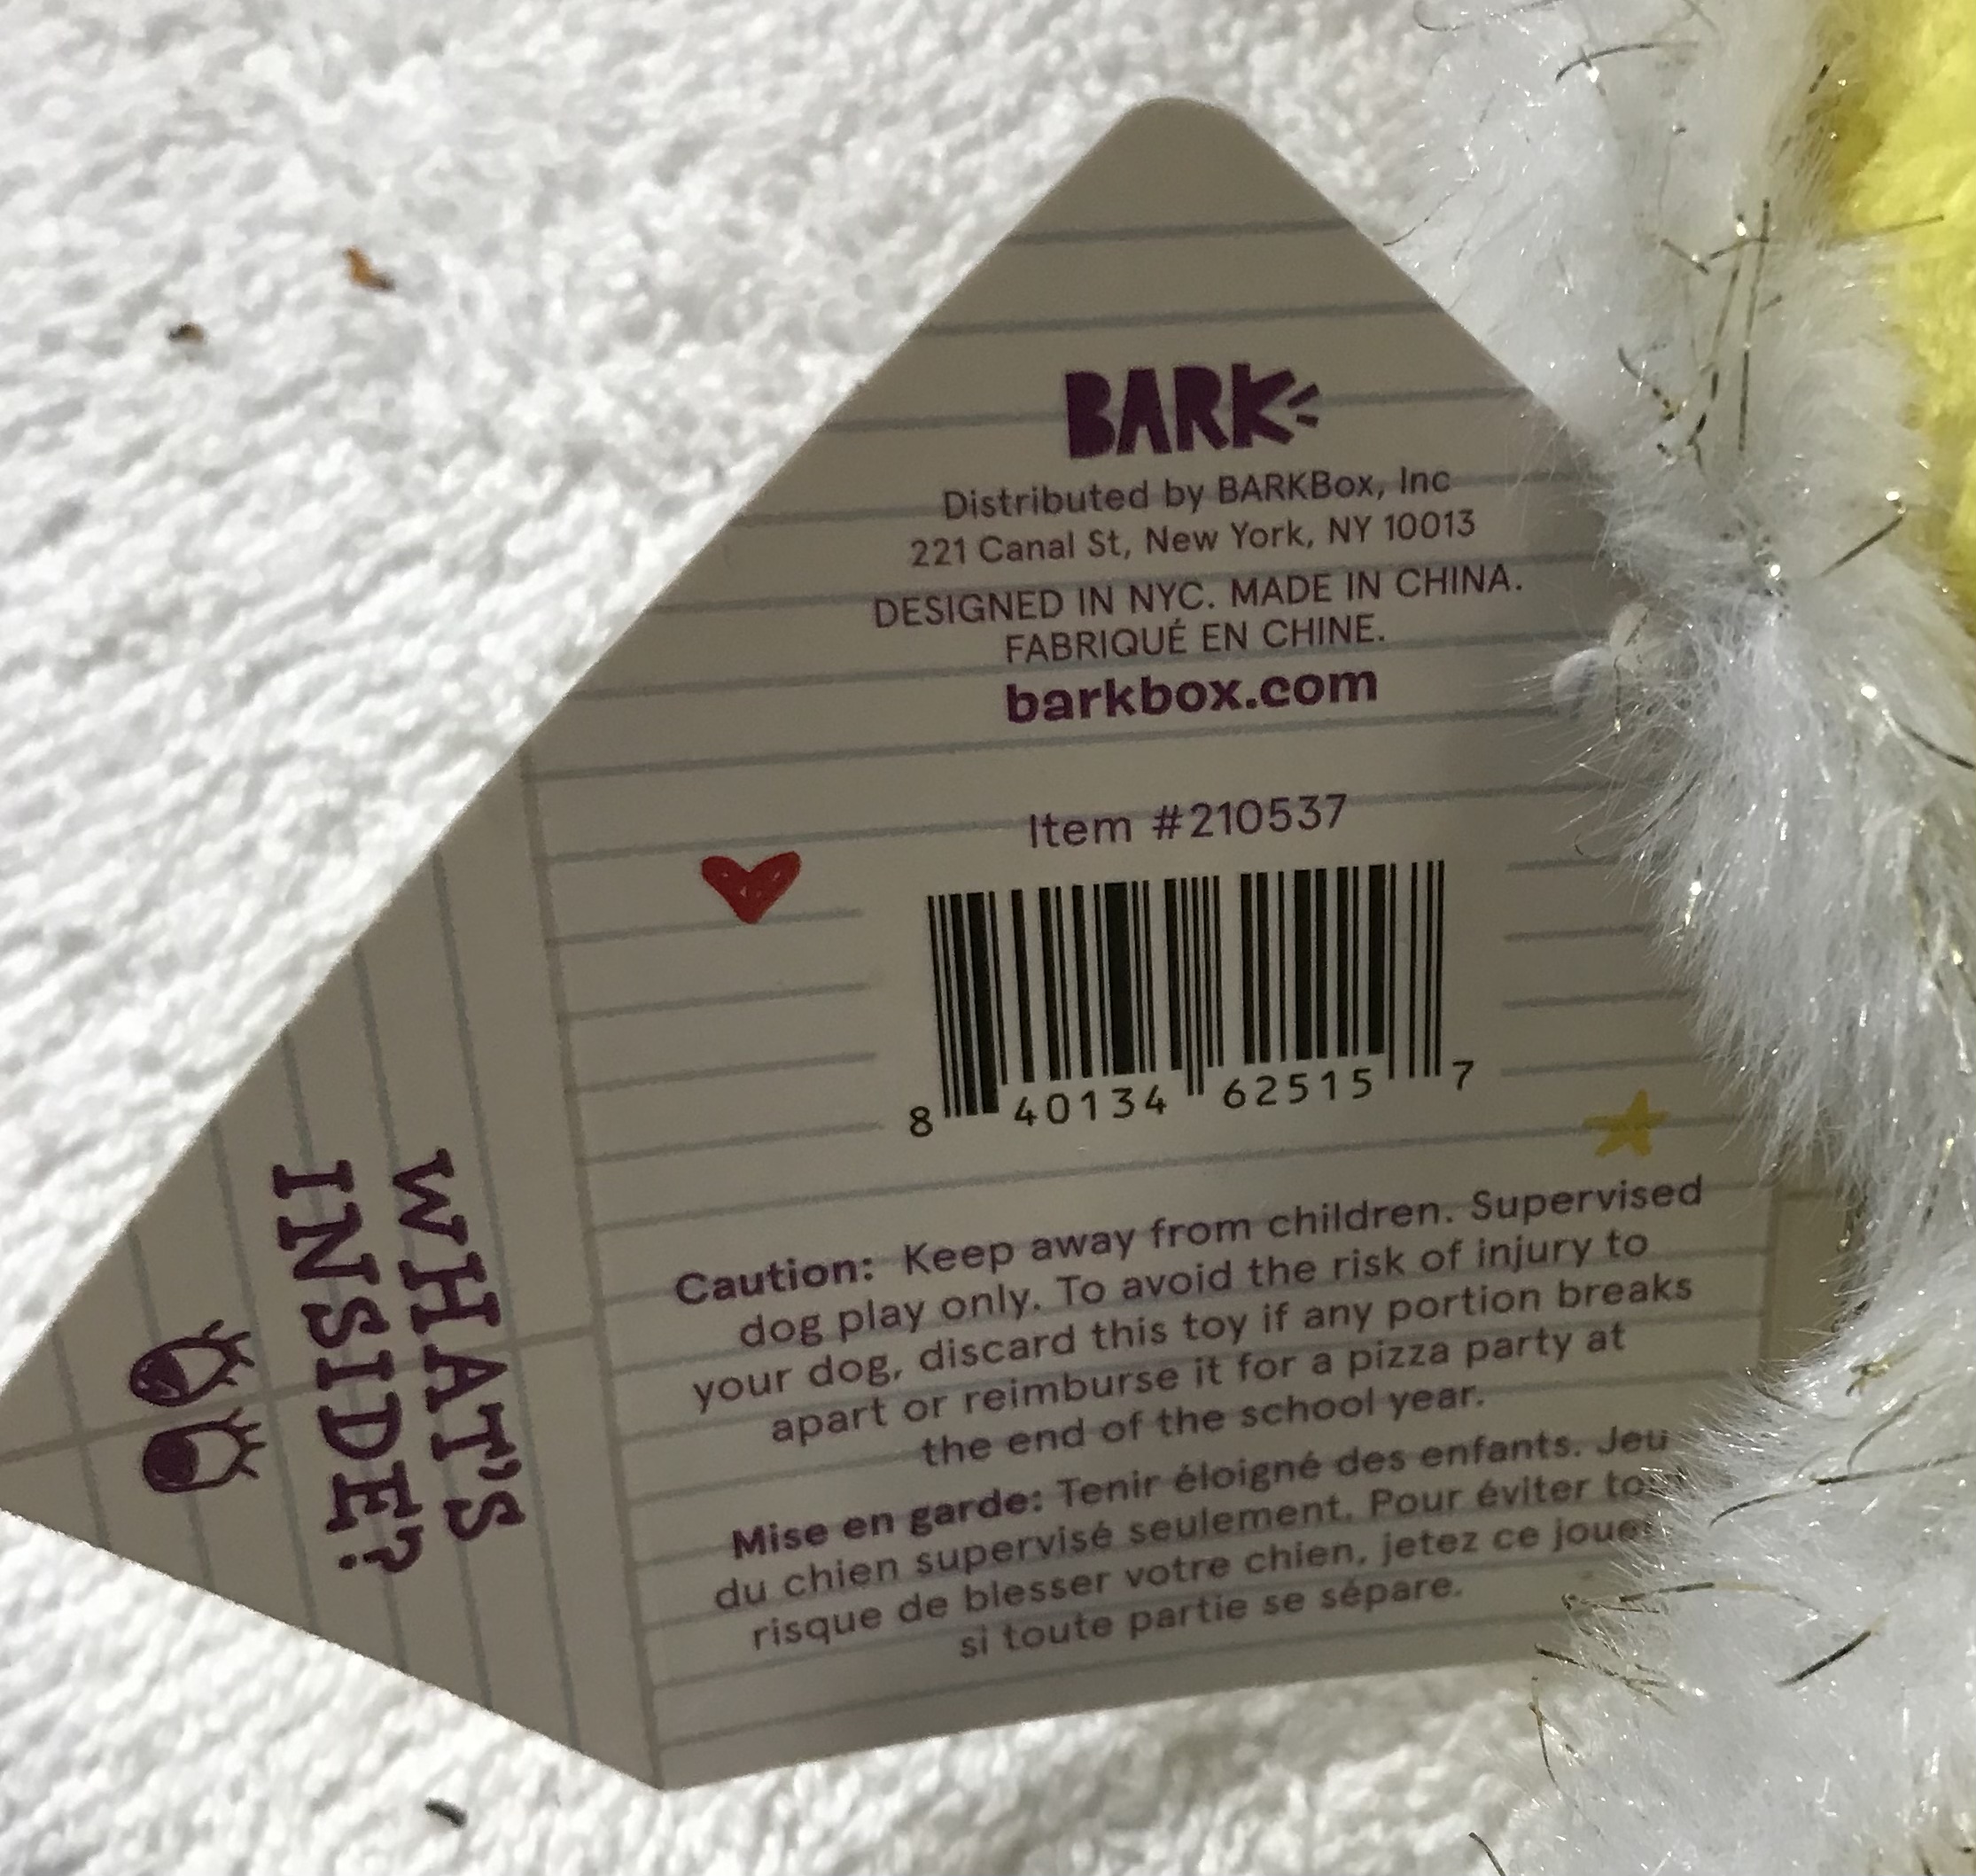 BARK
Distributed by BARKBox, Inc
221 Canal St, New York, NY 10013
DESIGNED IN NYC. MADE IN CHINA.
FABRIQUÉ EN CHINE.
barkbox.com
Item #210537
8 40134 62515 7
Caution: Keep away from children. Supervised
dog play only. To avoid the risk of injury to
your dog, discard this toy if any portion breaks
apart or reimburse it for a pizza party at
the end of the school year.
Mise en garde: Tenir éloigné des enfants. Jeu
du chien supervisé seulement. Pour éviter
risque de blesser votre chien, jetez ce jouet
si toute partie se sépare.
WHAT'S
INSIDE?